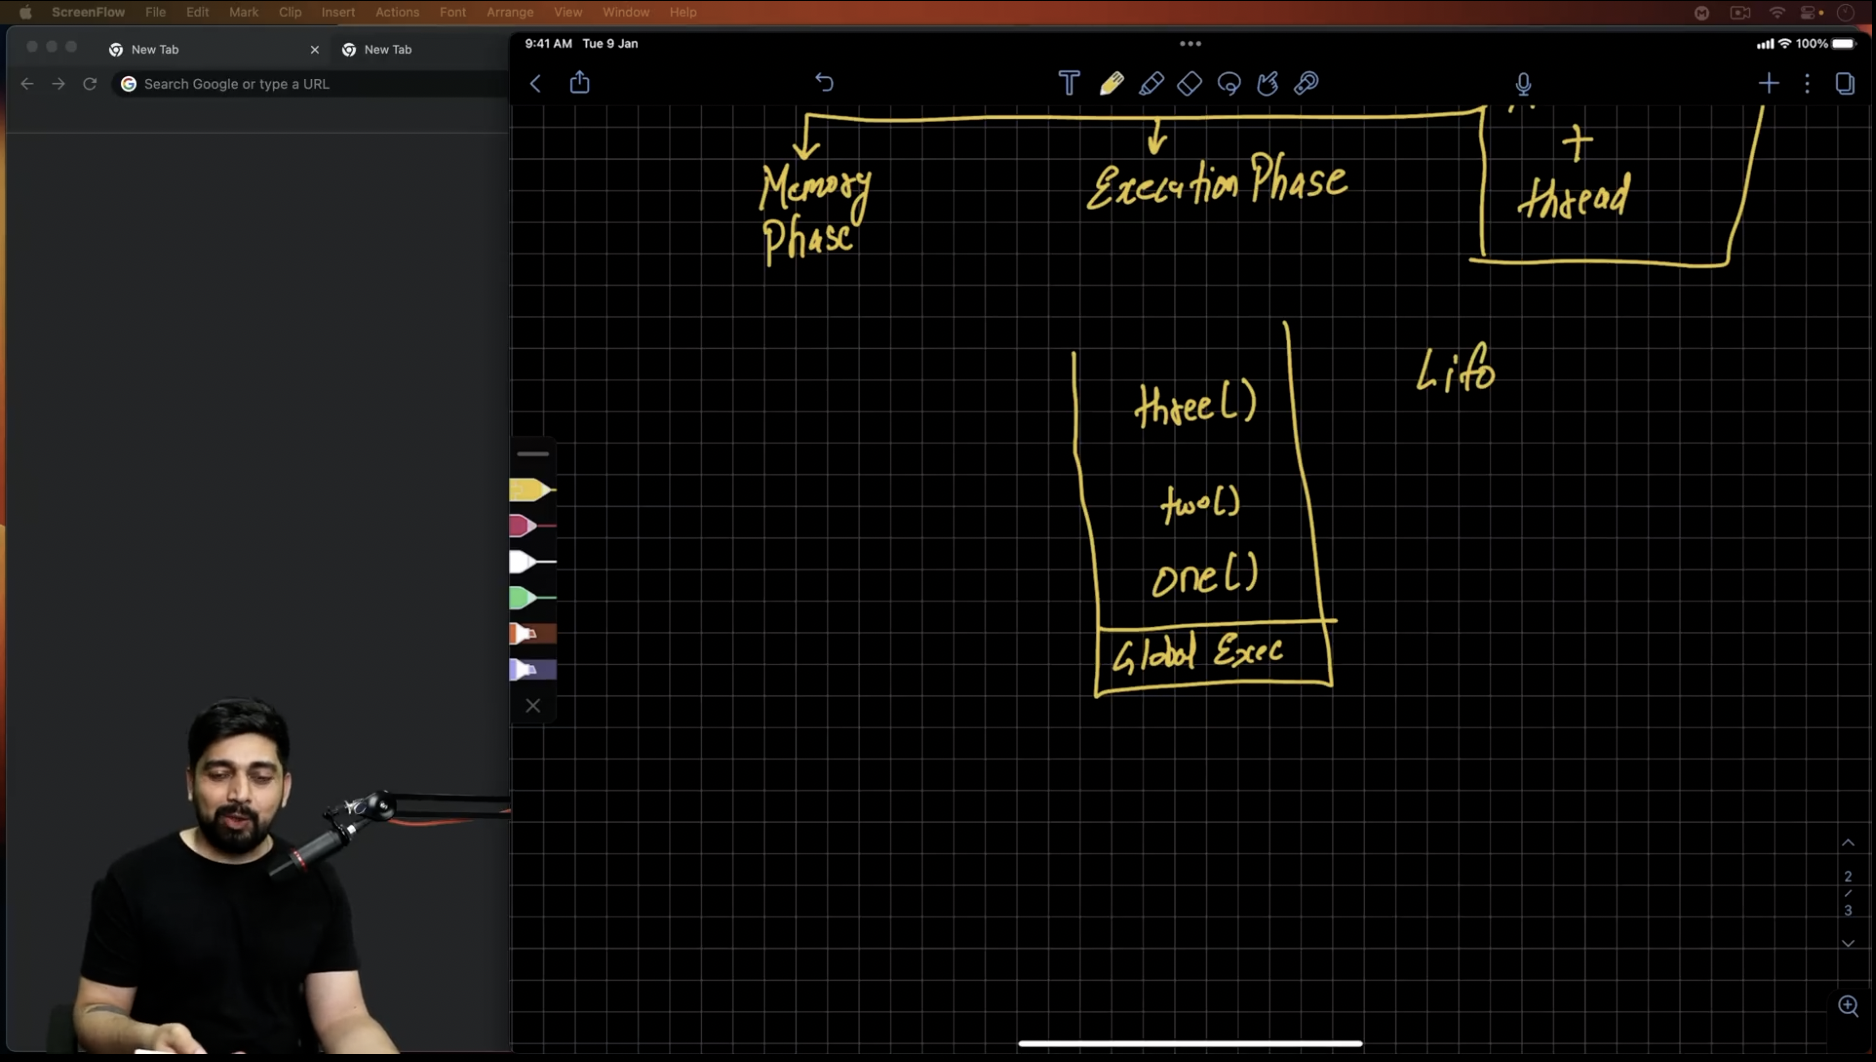 ScreenFlow File Edit Mark Clip Insert Actions Font Arrange View Window Help
New Tab
New Tab
Search Google or type a URL
9:41 AM Tue 9 Jan
100%
Memory
Phase
Execution Phase
+
thread
three()
Lifo
two()
one()
Global Exec
2
/
3